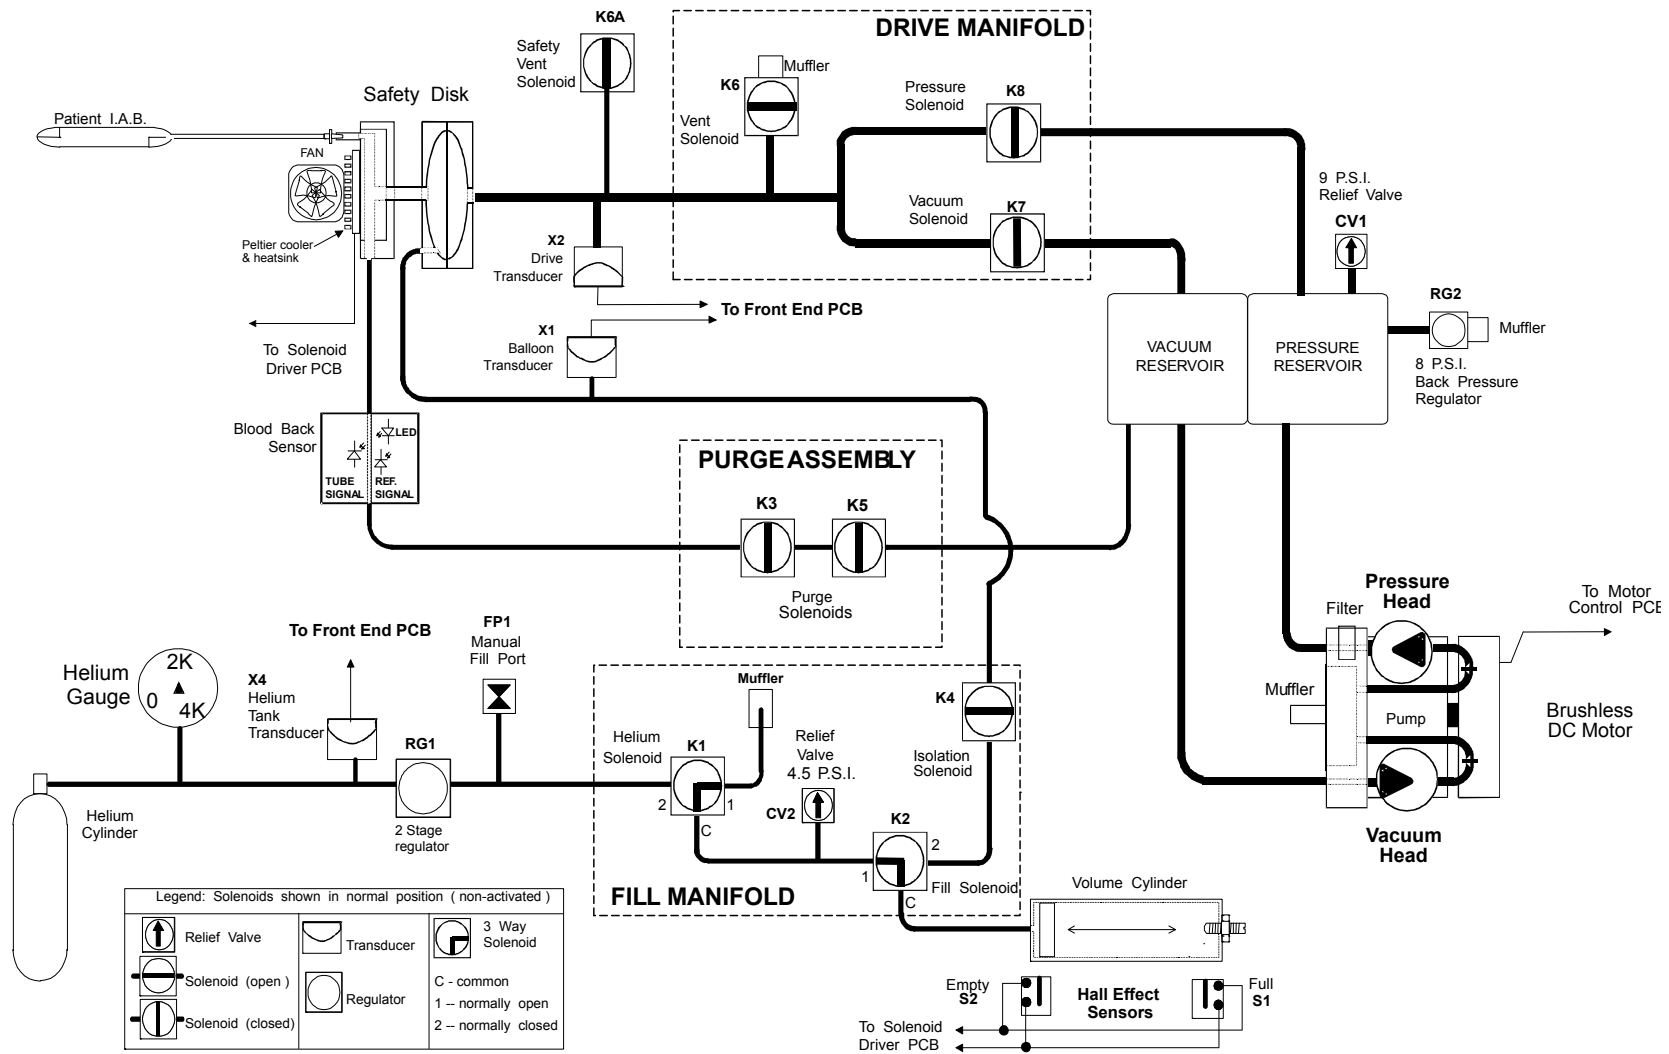 K6A
Safety
Vent
Solenoid
DRIVE MANIFOLD
Muffler
K6
Vent
Solenoid
Pressure
Solenoid
K8
Vacuum
Solenoid
K7
Safety Disk
Patient I.A.B.
FAN
Peltier cooler
& heatsink
X2
Drive
Transducer
To Front End PCB
X1
Balloon
Transducer
To Solenoid
Driver PCB
9 P.S.I.
Relief Valve
CV1
RG2
Muffler
8 P.S.I.
Back Pressure
Regulator
VACUUM
RESERVOIR
PRESSURE
RESERVOIR
Blood Back
Sensor
LED
TUBE
SIGNAL
REF.
SIGNAL
PURGE ASSEMBLY
K3
K5
Purge
Solenoids
Pressure
Head
Filter
To Motor
Control PCB
Muffler
Pump
Brushless
DC Motor
Vacuum
Head
Helium
Gauge
2K
0
4K
X4
Helium
Tank
Transducer
To Front End PCB
RG1
2 Stage
regulator
FP1
Manual
Fill Port
Helium
Cylinder
Muffler
Helium
Solenoid
K1
2
1
C
Relief
Valve
4.5 P.S.I.
CV2
K4
Isolation
Solenoid
K2
2
1
C
Fill Solenoid
FILL MANIFOLD
Volume Cylinder
Empty
S2
Hall Effect
Sensors
Full
S1
To Solenoid
Driver PCB
Legend: Solenoids shown in normal position ( non-activated )
Relief Valve
Solenoid (open )
Solenoid (closed)
Transducer
Regulator
3 Way
Solenoid
C - common
1 -- normally open
2 -- normally closed